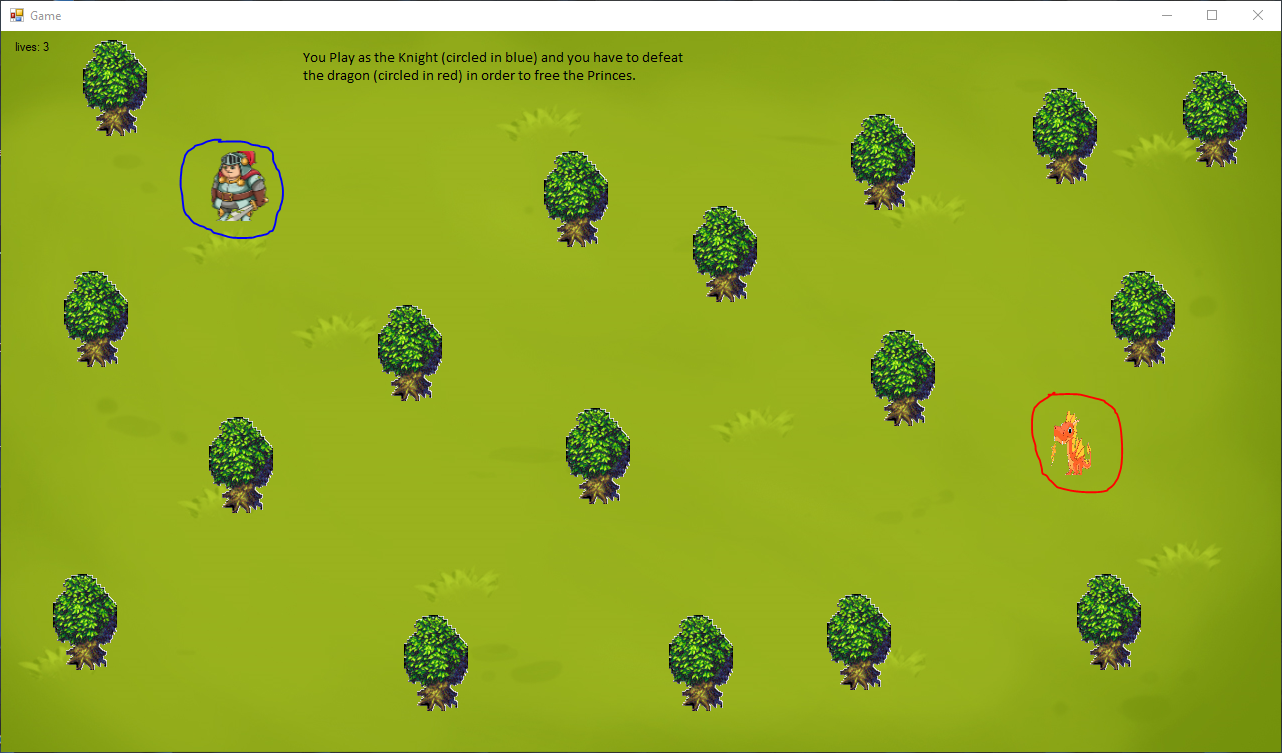 Game
lives: 3
You Play as the Knight (circled in blue) and you have to defeat
the dragon (circled in red) in order to free the Princes.